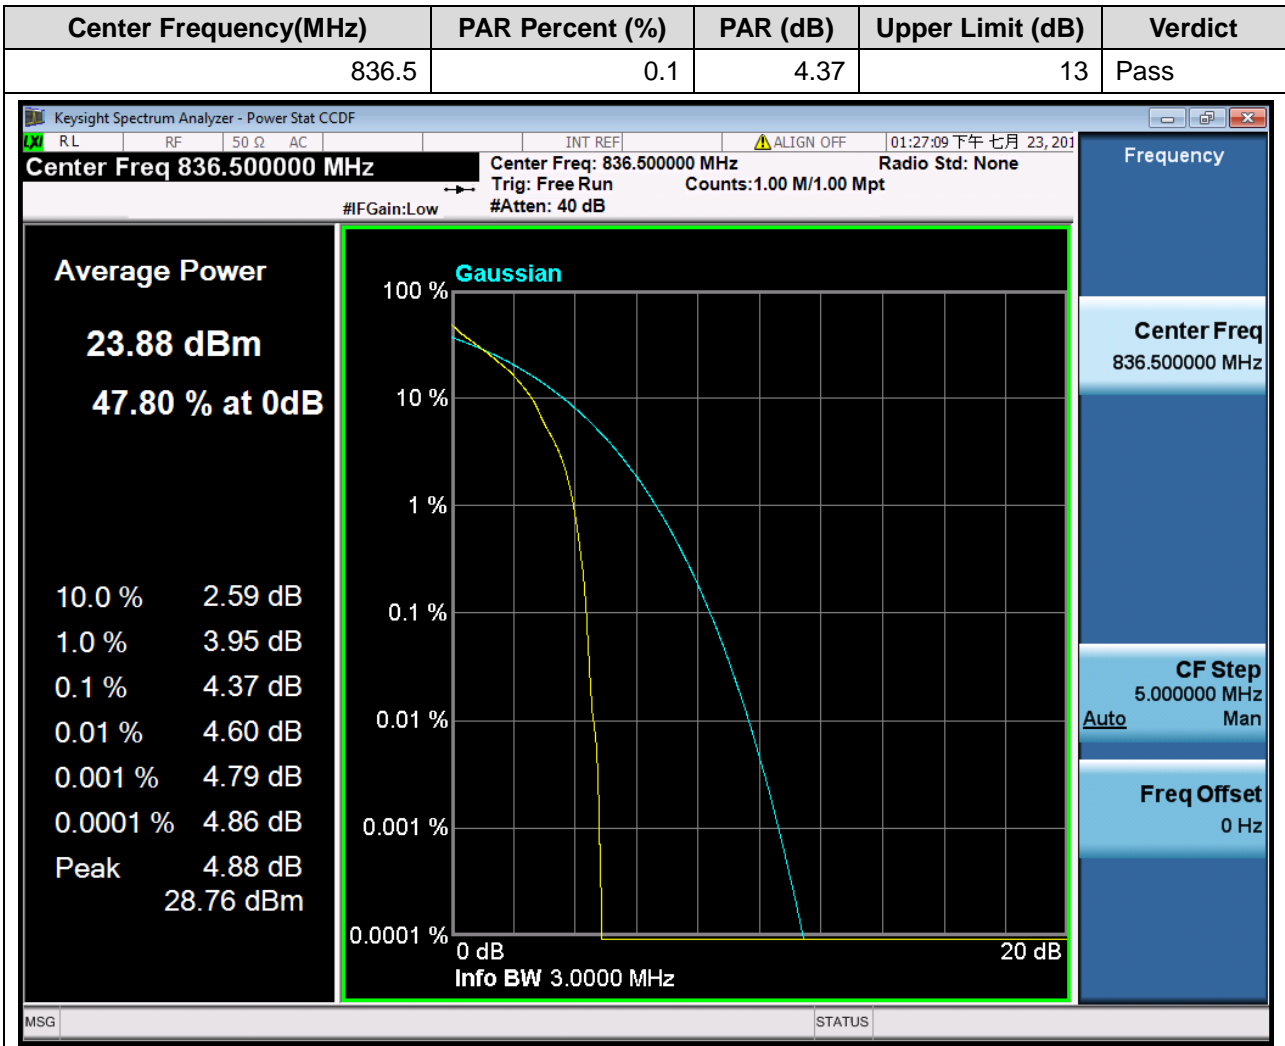 Center Frequency(MHz) PAR Percent (%) PAR (dB) Upper Limit (dB) Verdict
836.5 0.1 4.37 13 Pass
Keysight Spectrum Analyzer - Power Stat CCDF
LXI RL RF 50 Ω AC INT REF ALIGN OFF 01:27:09 下午 七月 23, 201
Center Freq 836.500000 MHz
Center Freq: 836.500000 MHz Radio Std: None
Trig: Free Run Counts:1.00 M/1.00 Mpt
#IFGain:Low #Atten: 40 dB
Frequency
Average Power
23.88 dBm
47.80 % at 0dB
10.0 % 2.59 dB
1.0 % 3.95 dB
0.1 % 4.37 dB
0.01 % 4.60 dB
0.001 % 4.79 dB
0.0001 % 4.86 dB
Peak 4.88 dB
28.76 dBm
Gaussian
100 %
10 %
1 %
0.1 %
0.01 %
0.001 %
0.0001 %
0 dB 20 dB
Info BW 3.0000 MHz
Center Freq
836.500000 MHz
CF Step
5.000000 MHz
Auto Man
Freq Offset
0 Hz
MSG STATUS